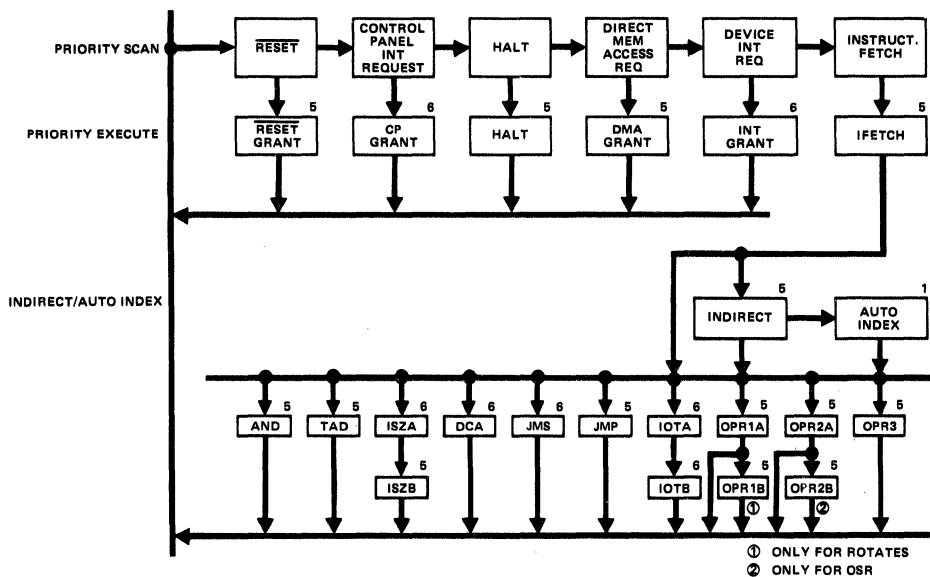 PRIORITY SCAN
RESET
CONTROL
PANEL
INT
REQUEST
HALT
DIRECT
MEM
ACCESS
REQ
DEVICE
INT
REQ
INSTRUCT.
FETCH
PRIORITY EXECUTE
5
RESET
GRANT
6
CP
GRANT
5
HALT
5
DMA
GRANT
6
INT
GRANT
5
IFETCH
INDIRECT/AUTO INDEX
5
INDIRECT
1
AUTO
INDEX
5
AND
5
TAD
6
ISZA
6
DCA
6
JMS
5
JMP
6
IOTA
5
OPR1A
5
OPR2A
5
OPR3
5
ISZB
6
IOTB
5
OPR1B
①
5
OPR2B
②
① ONLY FOR ROTATES
② ONLY FOR OSR